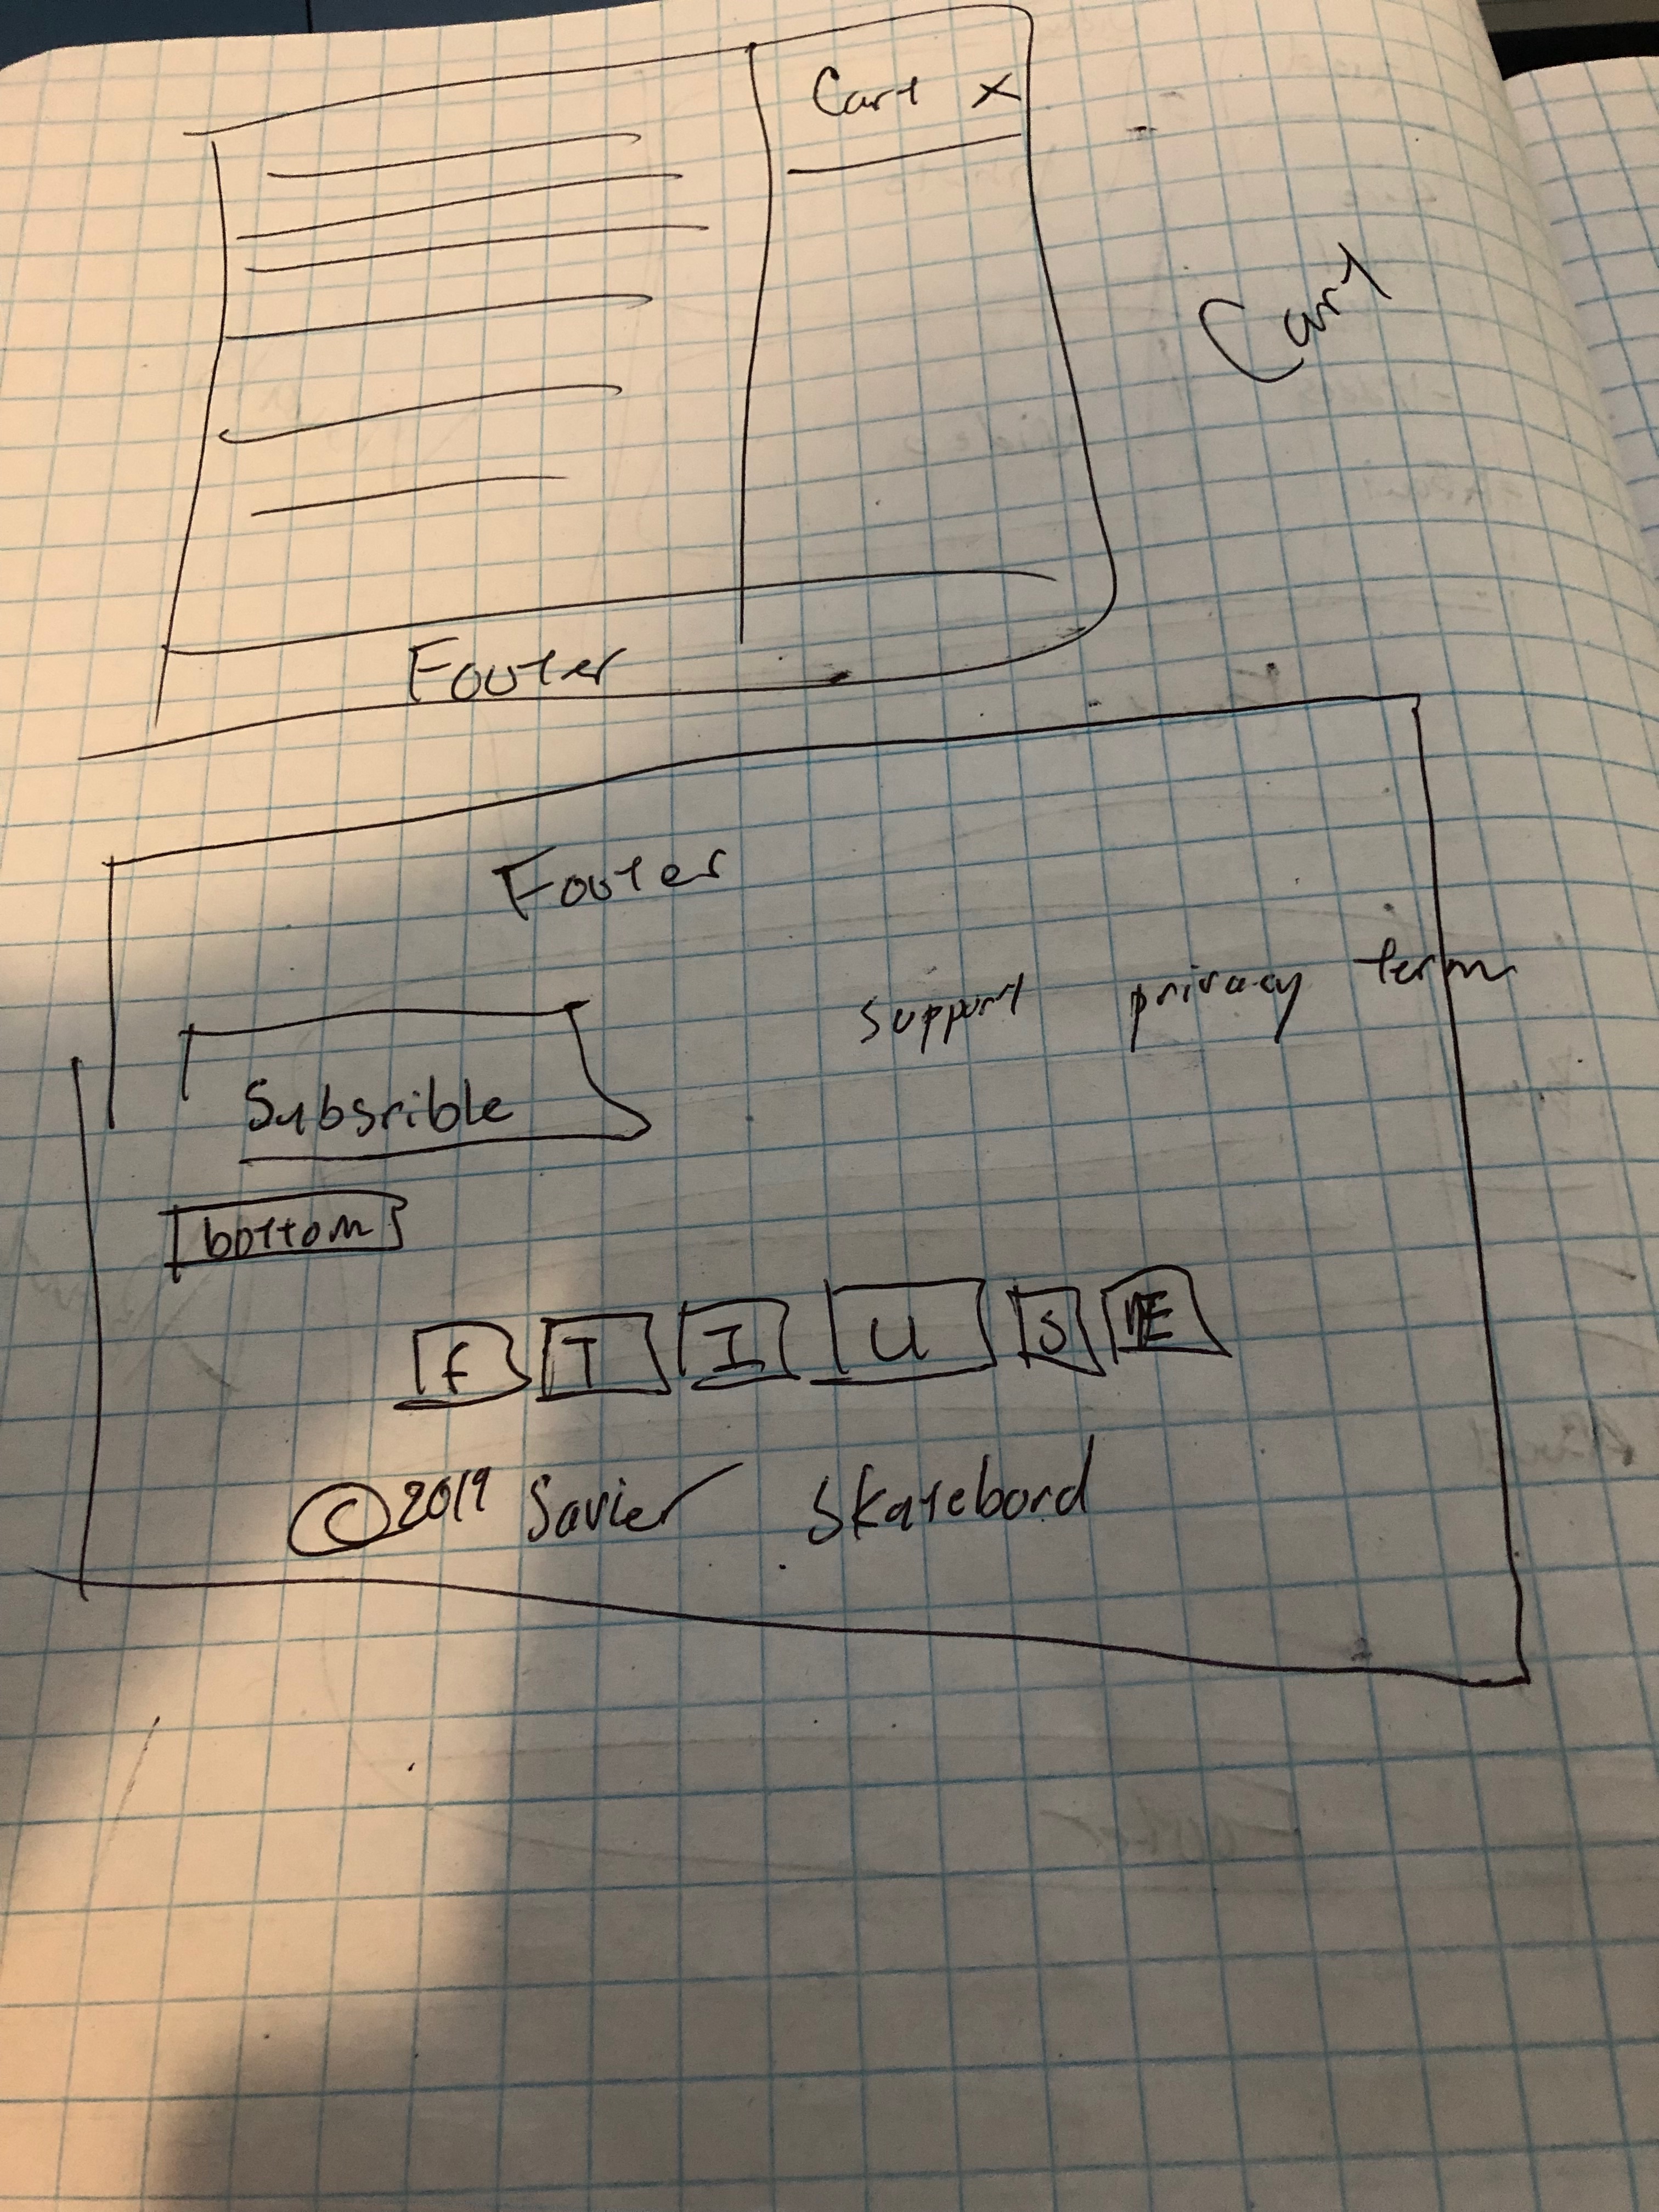 Cart X
Cart
Footer
Footer
support privacy term
Subsrible
bottom
f T I U S
© 2019 Savier Skatebord